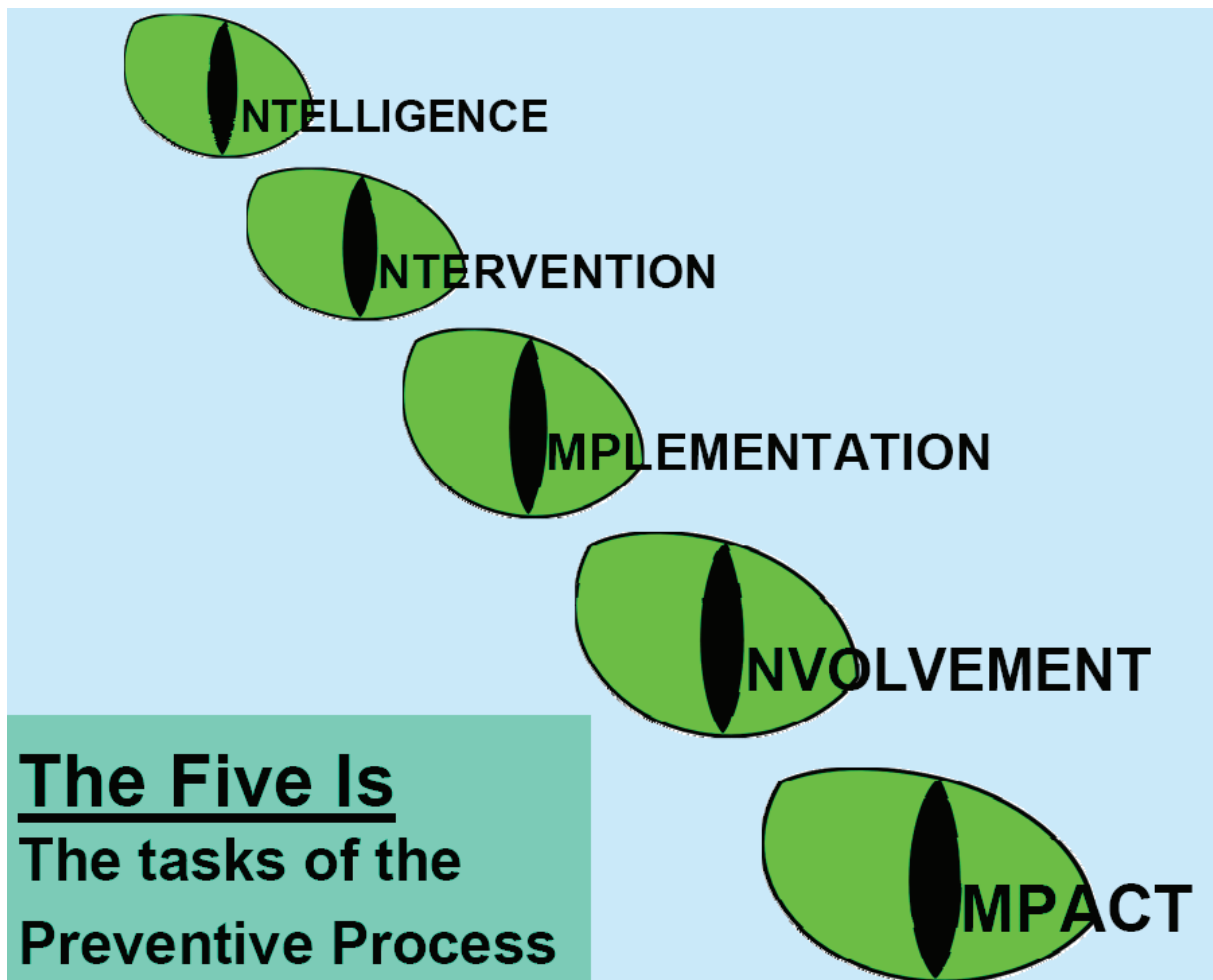 INTELLIGENCE
INTERVENTION
IMPLEMENTATION
INVOLVEMENT
IMPACT
The Five Is
The tasks of the
Preventive Process